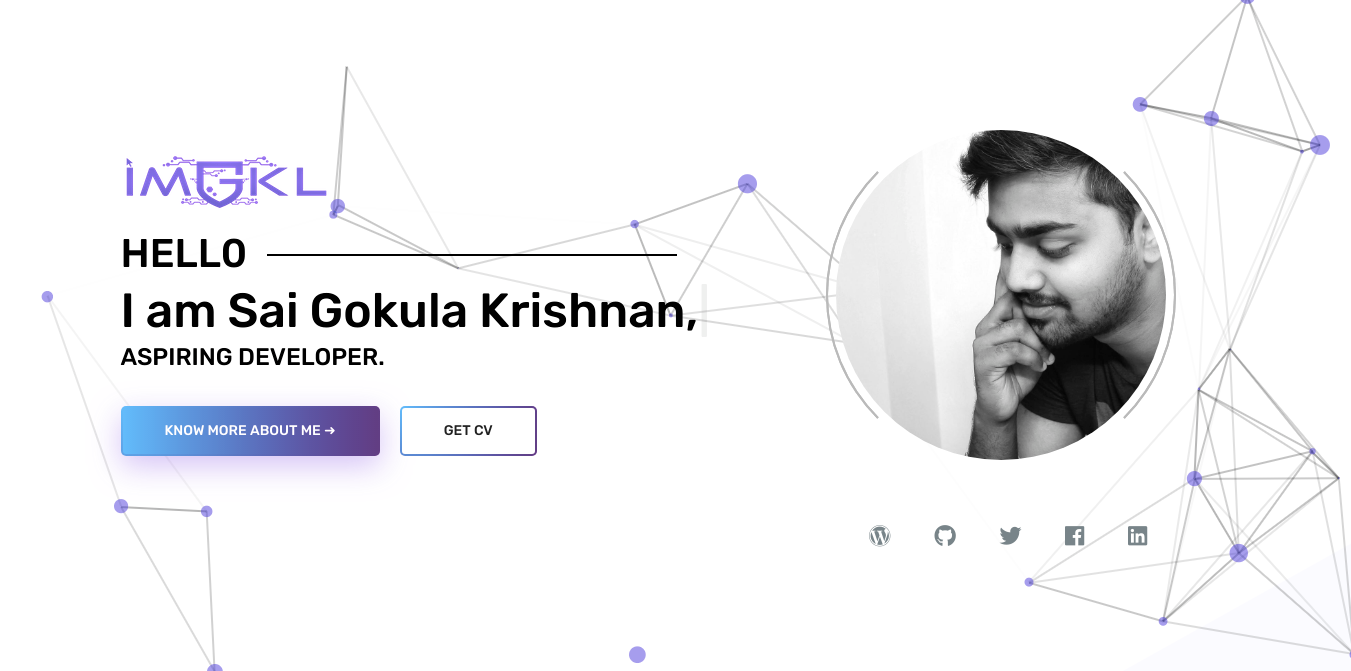 IMGKL
HELLO
I am Sai Gokula Krishnan,
ASPIRING DEVELOPER.
KNOW MORE ABOUT ME →
GET CV